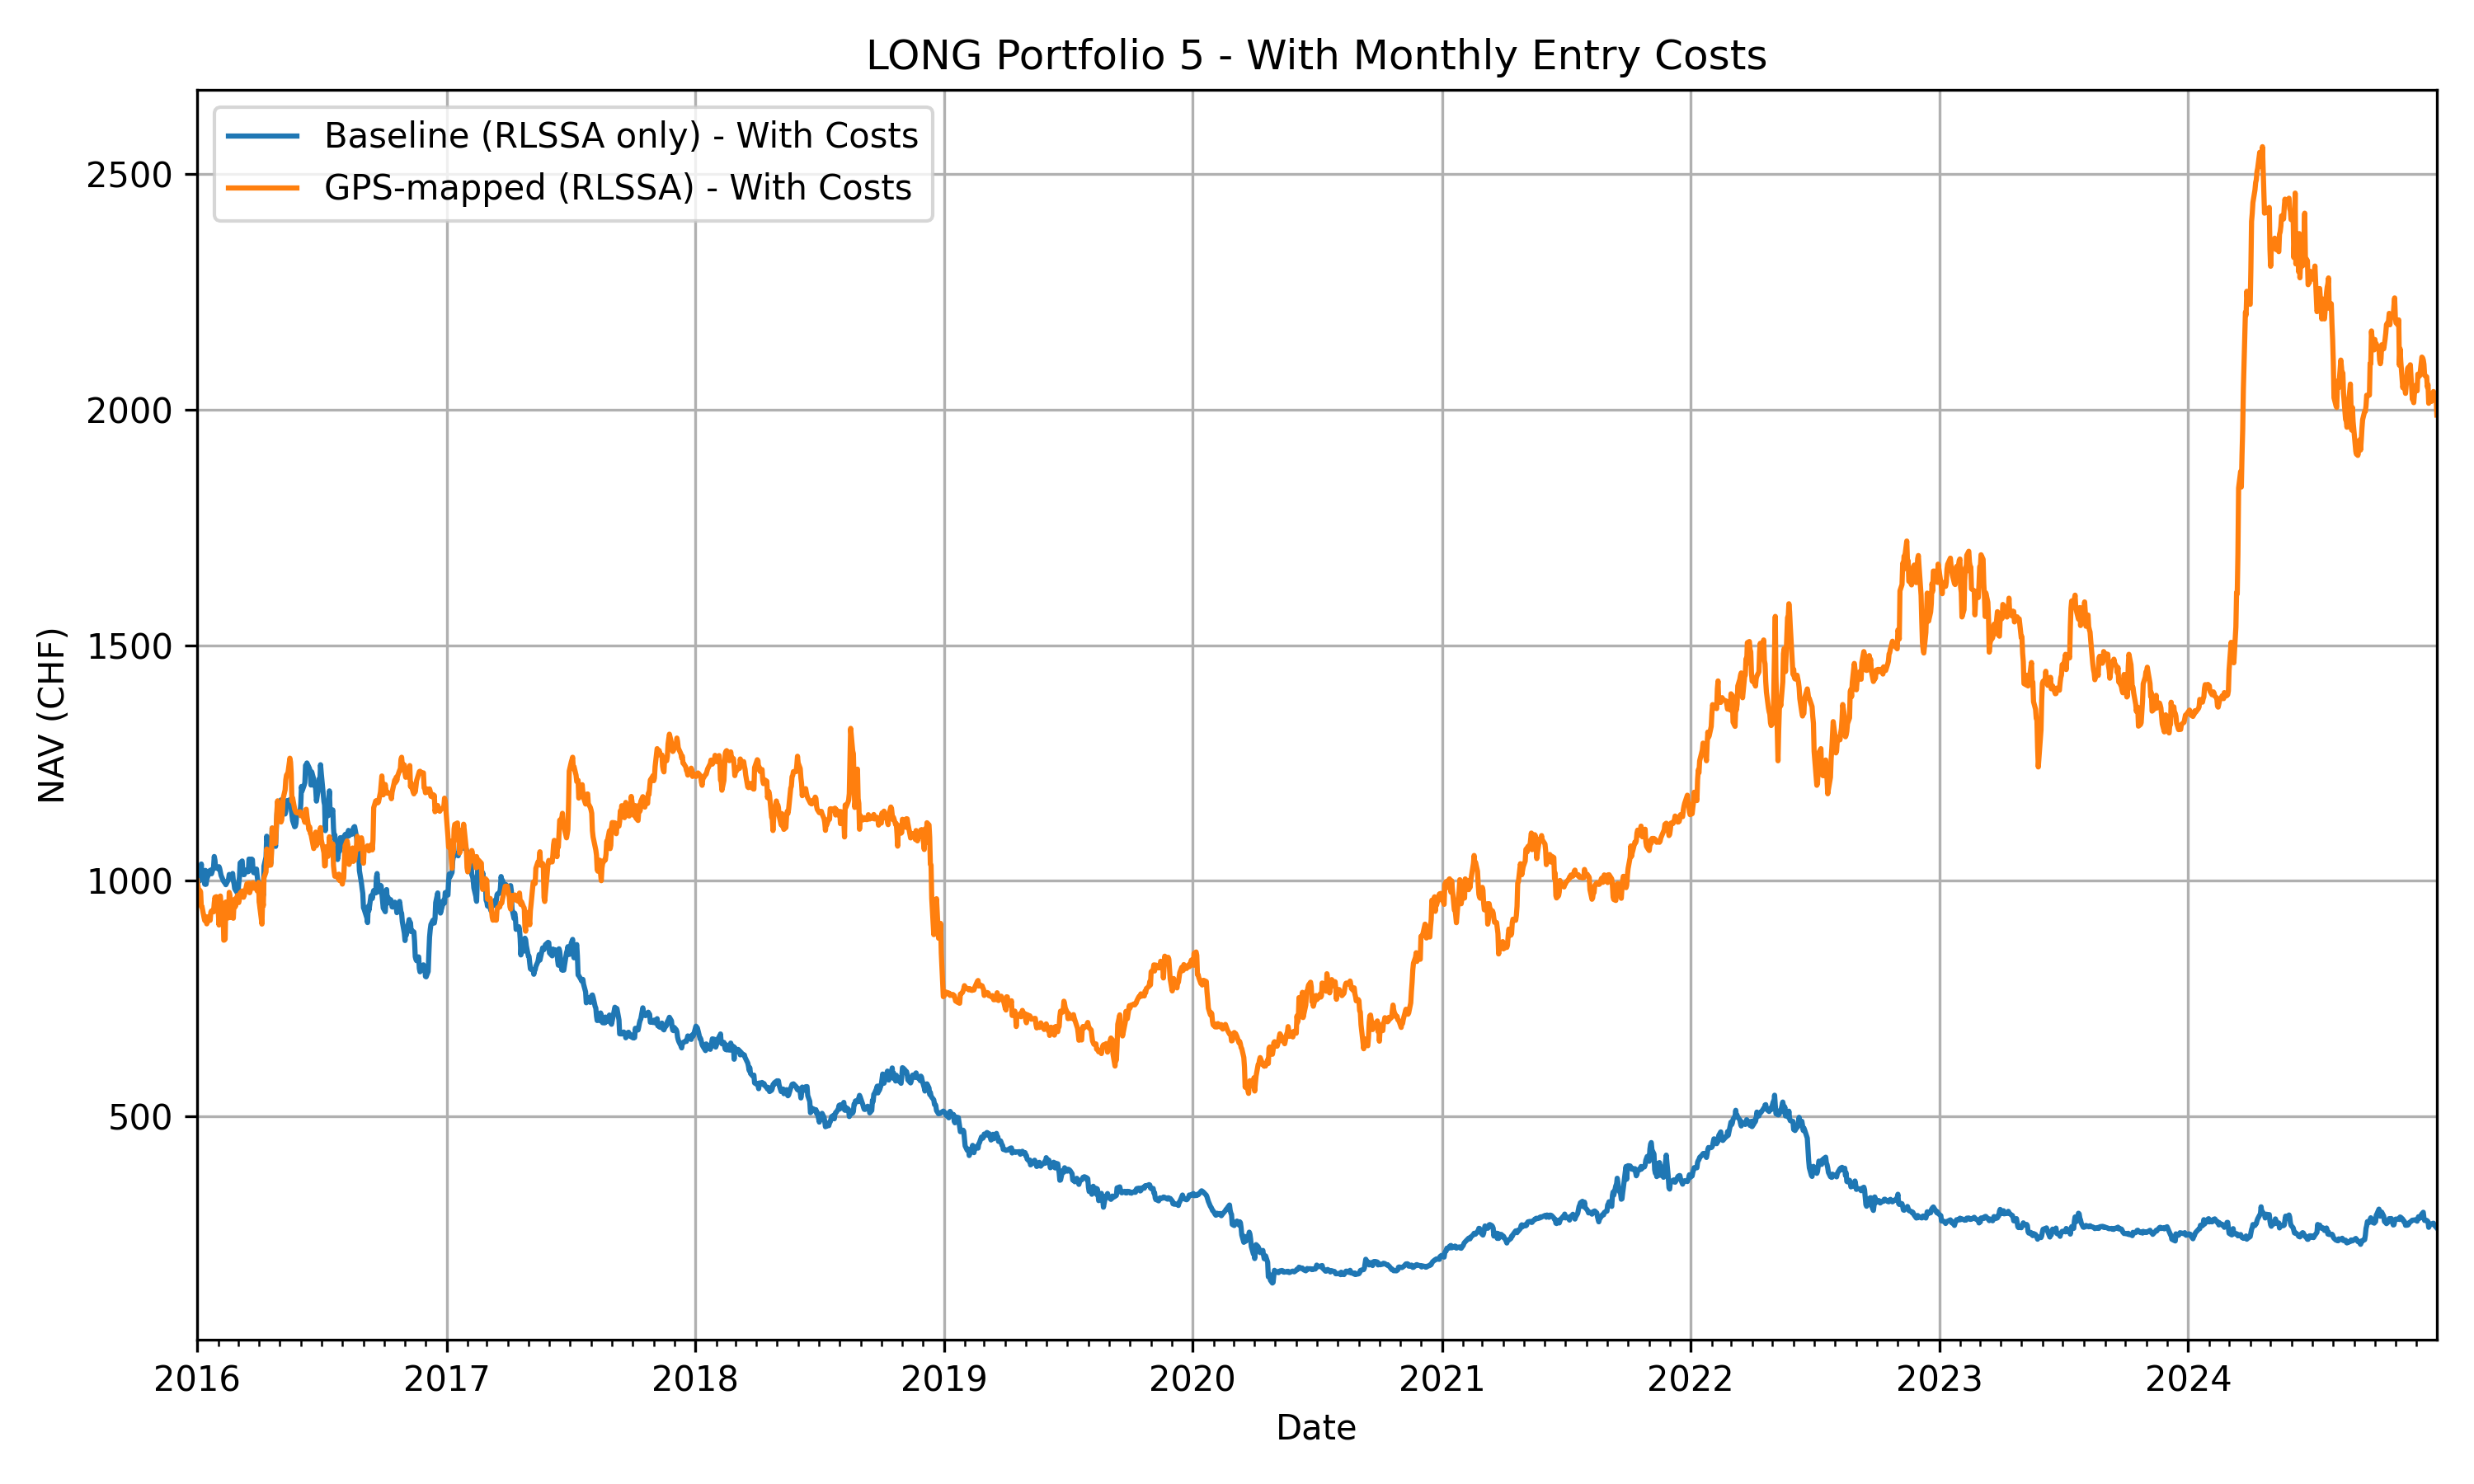 LONG Portfolio 5 - With Monthly Entry Costs
Baseline (RLSSA only) - With Costs
GPS-mapped (RLSSA) - With Costs
2500
2000
1500
1000
500
NAV (CHF)
2016 2017 2018 2019 2020 2021 2022 2023 2024
Date